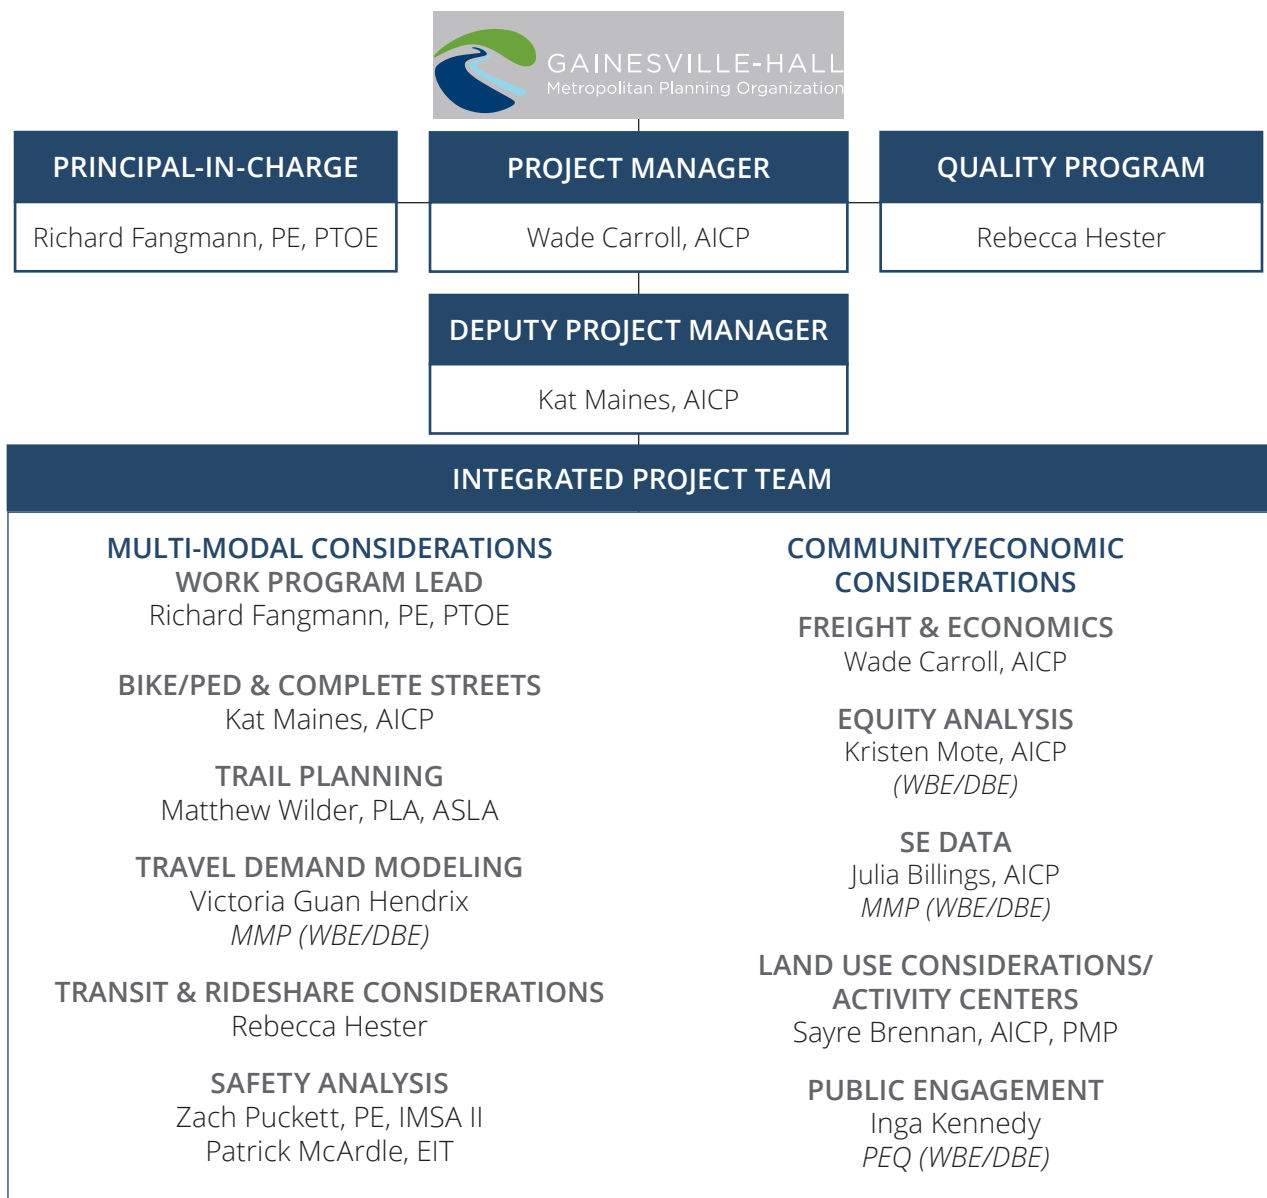 GAINESVILLE-HALL
Metropolitan Planning Organization
PRINCIPAL-IN-CHARGE
Richard Fangmann, PE, PTOE
PROJECT MANAGER
Wade Carroll, AICP
QUALITY PROGRAM
Rebecca Hester
DEPUTY PROJECT MANAGER
Kat Maines, AICP
INTEGRATED PROJECT TEAM
MULTI-MODAL CONSIDERATIONS
WORK PROGRAM LEAD
Richard Fangmann, PE, PTOE
BIKE/PED & COMPLETE STREETS
Kat Maines, AICP
TRAIL PLANNING
Matthew Wilder, PLA, ASLA
TRAVEL DEMAND MODELING
Victoria Guan Hendrix
MMP (WBE/DBE)
TRANSIT & RIDESHARE CONSIDERATIONS
Rebecca Hester
SAFETY ANALYSIS
Zach Puckett, PE, IMSA II
Patrick McArdle, EIT
COMMUNITY/ECONOMIC
CONSIDERATIONS
FREIGHT & ECONOMICS
Wade Carroll, AICP
EQUITY ANALYSIS
Kristen Mote, AICP
(WBE/DBE)
SE DATA
Julia Billings, AICP
MMP (WBE/DBE)
LAND USE CONSIDERATIONS/
ACTIVITY CENTERS
Sayre Brennan, AICP, PMP
PUBLIC ENGAGEMENT
Inga Kennedy
PEQ (WBE/DBE)